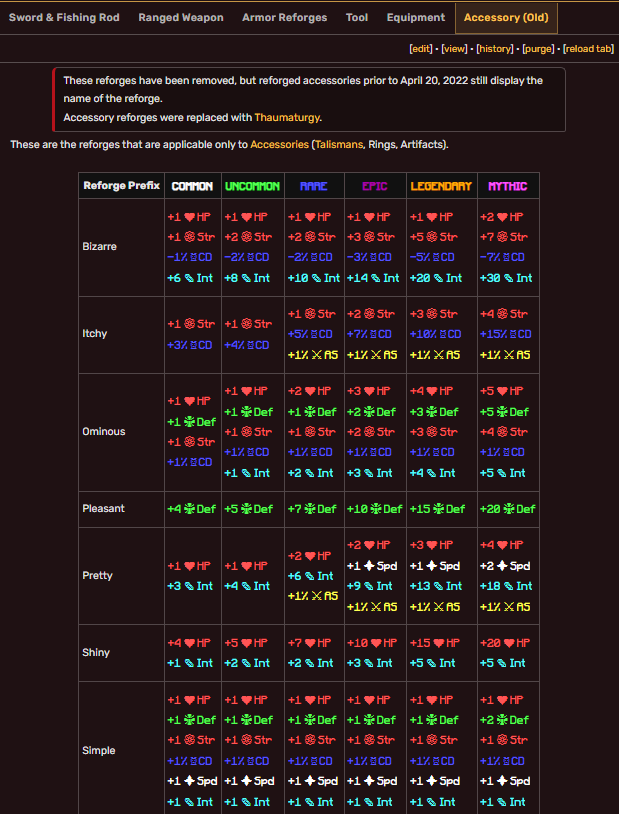 Sword & Fishing Rod Ranged Weapon Armor Reforges Tool Equipment Accessory (Old)
[edit] • [view] • [history] • [purge] • [reload tab]
These reforges have been removed, but reforged accessories prior to April 20, 2022 still display the
name of the reforge.
Accessory reforges were replaced with Thaumaturgy.
These are the reforges that are applicable only to Accessories (Talismans, Rings, Artifacts).
Reforge Prefix COMMON UNCOMMON RARE EPIC LEGENDARY MYTHIC
+1 ❤ HP +1 ❤ HP +1 ❤ HP +1 ❤ HP +1 ❤ HP +2 ❤ HP
+1 ❁ Str +2 ❁ Str +2 ❁ Str +3 ❁ Str +5 ❁ Str +7 ❁ Str
Bizarre
-1% ☠ CD -2% ☠ CD -2% ☠ CD -3% ☠ CD -5% ☠ CD -7% ☠ CD
+6 ✎ Int +8 ✎ Int +10 ✎ Int +14 ✎ Int +20 ✎ Int +30 ✎ Int
+1 ❁ Str +2 ❁ Str +3 ❁ Str +4 ❁ Str
+1 ❁ Str +1 ❁ Str
Itchy
+5% ☠ CD +7% ☠ CD +10% ☠ CD +15% ☠ CD
+3% ☠ CD +4% ☠ CD
+1% ⚔ AS +1% ⚔ AS +1% ⚔ AS +1% ⚔ AS
+1 ❤ HP +2 ❤ HP +3 ❤ HP +4 ❤ HP +5 ❤ HP
+1 ❤ HP
+1 ❈ Def +1 ❈ Def +2 ❈ Def +3 ❈ Def +5 ❈ Def
+1 ❈ Def
Ominous
+1 ❁ Str +1 ❁ Str +2 ❁ Str +3 ❁ Str +4 ❁ Str
+1 ❁ Str
+1% ☠ CD +1% ☠ CD +1% ☠ CD +1% ☠ CD +1% ☠ CD
+1% ☠ CD
+1 ✎ Int +2 ✎ Int +3 ✎ Int +4 ✎ Int +5 ✎ Int
Pleasant +4 ❈ Def +5 ❈ Def +7 ❈ Def +10 ❈ Def +15 ❈ Def +20 ❈ Def
+2 ❤ HP +3 ❤ HP +4 ❤ HP
+2 ❤ HP
+1 ❤ HP +1 ❤ HP +1 ✦ Spd +1 ✦ Spd +2 ✦ Spd
Pretty +6 ✎ Int
+3 ✎ Int +4 ✎ Int +9 ✎ Int +13 ✎ Int +18 ✎ Int
+1% ⚔ AS
+1% ⚔ AS +1% ⚔ AS +1% ⚔ AS
+4 ❤ HP +5 ❤ HP +7 ❤ HP +10 ❤ HP +15 ❤ HP +20 ❤ HP
Shiny
+1 ✎ Int +2 ✎ Int +2 ✎ Int +3 ✎ Int +5 ✎ Int +5 ✎ Int
+1 ❤ HP +1 ❤ HP +1 ❤ HP +1 ❤ HP +1 ❤ HP +1 ❤ HP
+1 ❈ Def +1 ❈ Def +1 ❈ Def +1 ❈ Def +1 ❈ Def +2 ❈ Def
+1 ❁ Str +1 ❁ Str +1 ❁ Str +1 ❁ Str +1 ❁ Str +1 ❁ Str
Simple
+1% ☠ CD +1% ☠ CD +1% ☠ CD +1% ☠ CD +1% ☠ CD +1% ☠ CD
+1 ✦ Spd +1 ✦ Spd +1 ✦ Spd +1 ✦ Spd +1 ✦ Spd +1 ✦ Spd
+1 ✎ Int +1 ✎ Int +1 ✎ Int +1 ✎ Int +1 ✎ Int +1 ✎ Int